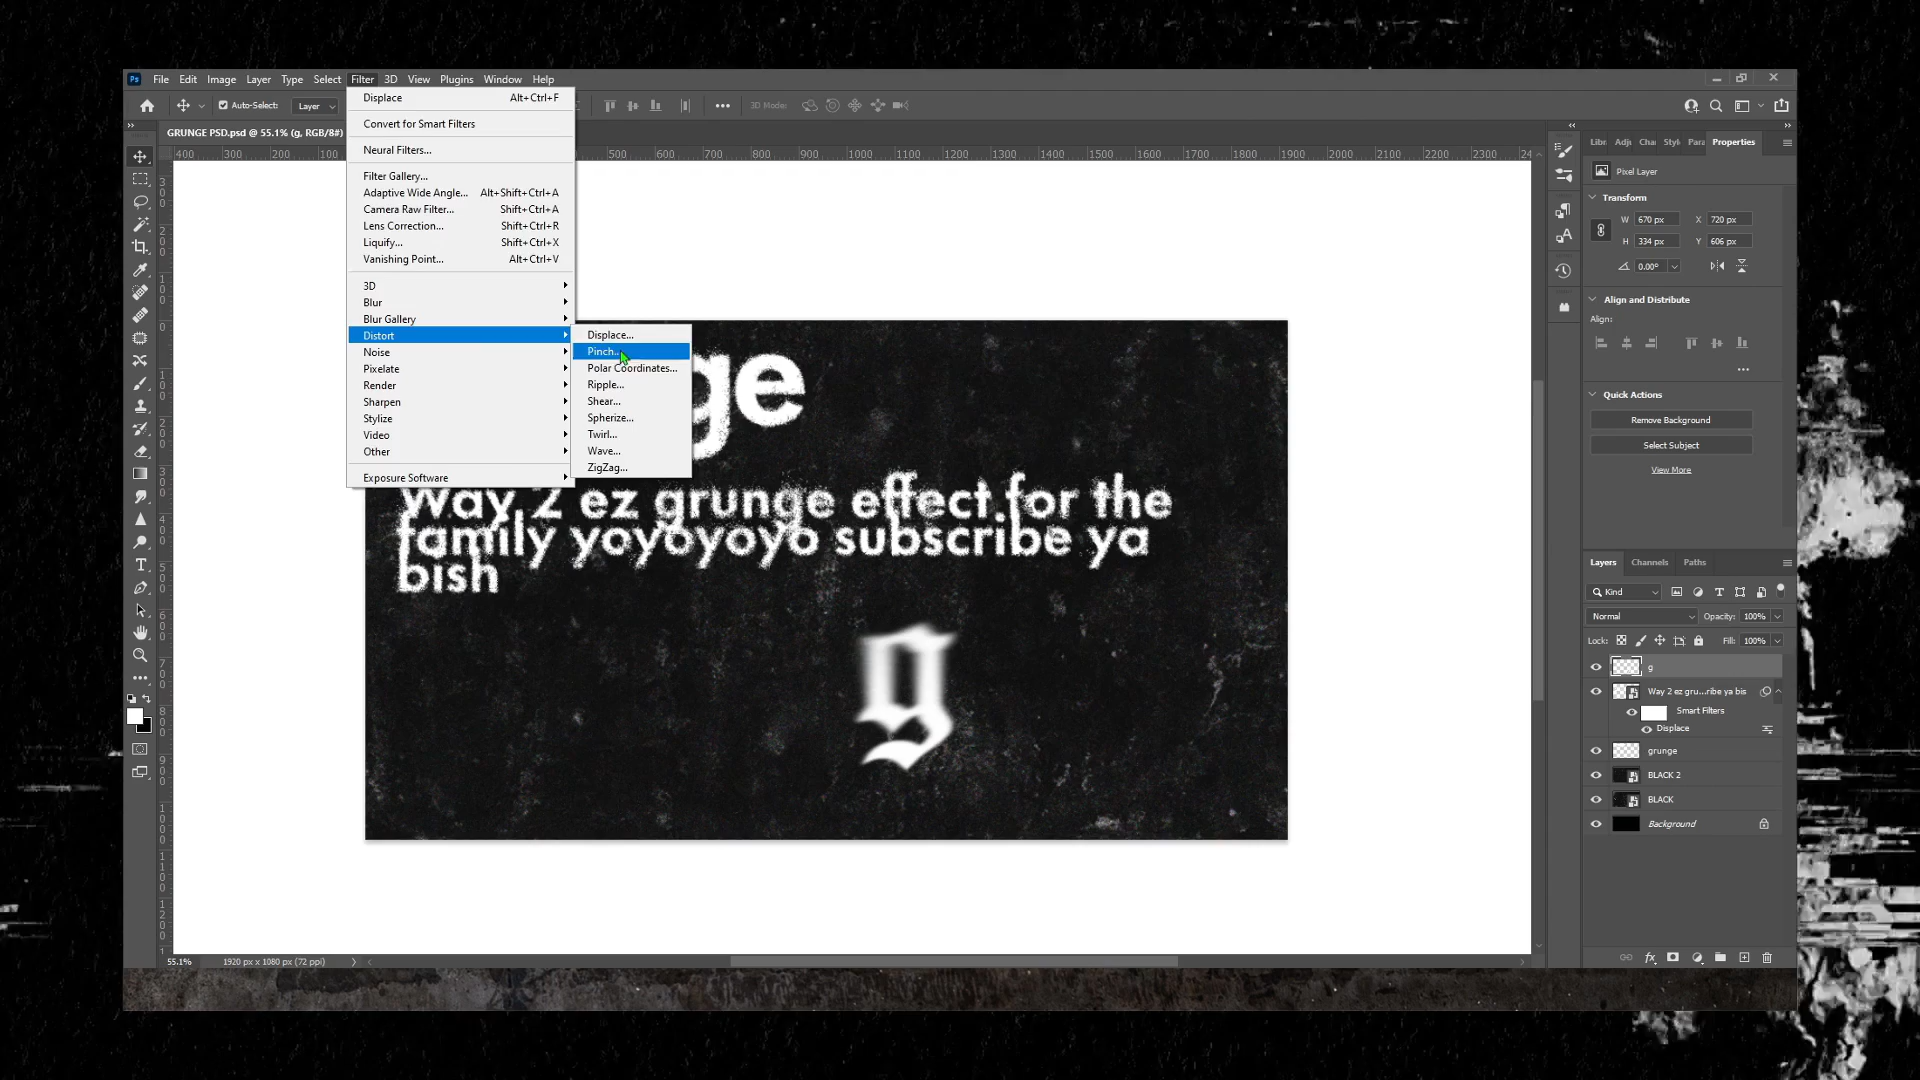 Ps File Edit Image Layer Type Select Filter 3D View Plugins Window Help
Auto-Select: Layer 3D Mode:
GRUNGE PSD.psd @ 55.1% (g, RGB/8#)
400 300 200 100 500 600 700 800 900 1000 1100 1200 1300 1400 1500 1600 1700 1800 1900 2000 2100 2200 2300 24
Displace Alt+Ctrl+F
Convert for Smart Filters
Neural Filters...
Filter Gallery...
Adaptive Wide Angle... Alt+Shift+Ctrl+A
Camera Raw Filter... Shift+Ctrl+A
Lens Correction... Shift+Ctrl+R
Liquify... Shift+Ctrl+X
Vanishing Point... Alt+Ctrl+V
3D
Blur
Blur Gallery
Distort
Noise
Pixelate
Render
Sharpen
Stylize
Video
Other
Exposure Software
Displace...
Pinch...
Polar Coordinates...
Ripple...
Shear...
Spherize...
Twirl...
Wave...
ZigZag...
ge
Way 2 ez grunge effect for the
family yoyoyoyo subscribe ya
bish
g
Libr Adju Char Styl Para Properties
Pixel Layer
Transform
W 670 px X 720 px
H 334 px Y 606 px
0.00°
Align and Distribute
Align:
Quick Actions
Remove Background
Select Subject
View More
Layers Channels Paths
Kind
Normal Opacity: 100%
Lock: Fill: 100%
g
Way 2 ez gru...ribe ya bis
Smart Filters
Displace
grunge
BLACK 2
BLACK
Background
fx
55.1% 1920 px x 1080 px (72 ppi)